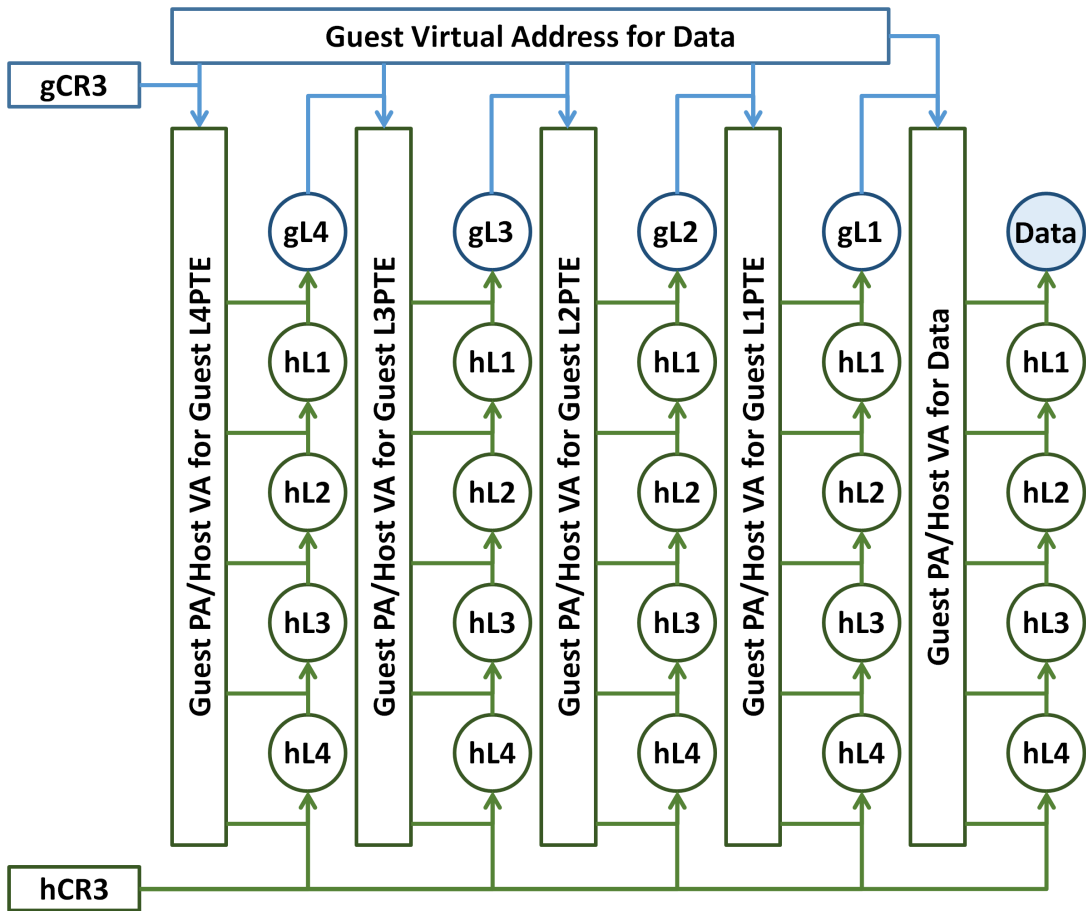 Guest Virtual Address for Data
gCR3
Guest PA/Host VA for Guest L4PTE
gL4
hL1
hL2
hL3
hL4
Guest PA/Host VA for Guest L3PTE
gL3
hL1
hL2
hL3
hL4
Guest PA/Host VA for Guest L2PTE
gL2
hL1
hL2
hL3
hL4
Guest PA/Host VA for Guest L1PTE
gL1
hL1
hL2
hL3
hL4
Guest PA/Host VA for Data
Data
hL1
hL2
hL3
hL4
hCR3